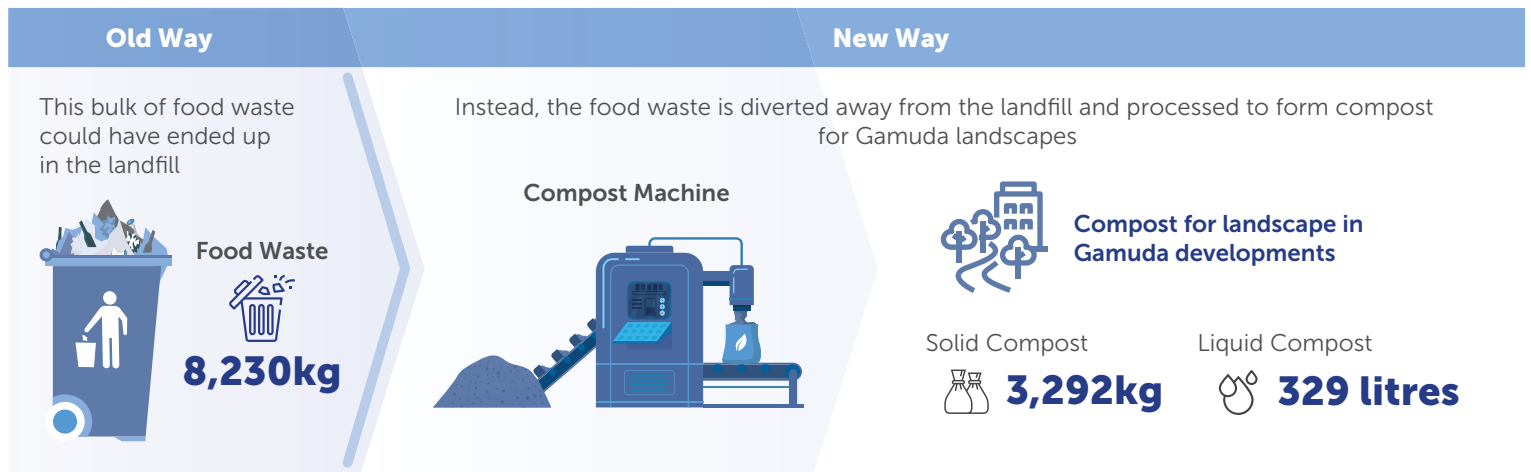 Old Way
New Way
This bulk of food waste
could have ended up
in the landfill
Food Waste
8,230kg
Instead, the food waste is diverted away from the landfill and processed to form compost
for Gamuda landscapes
Compost Machine
Compost for landscape in
Gamuda developments
Solid Compost
3,292kg
Liquid Compost
329 litres